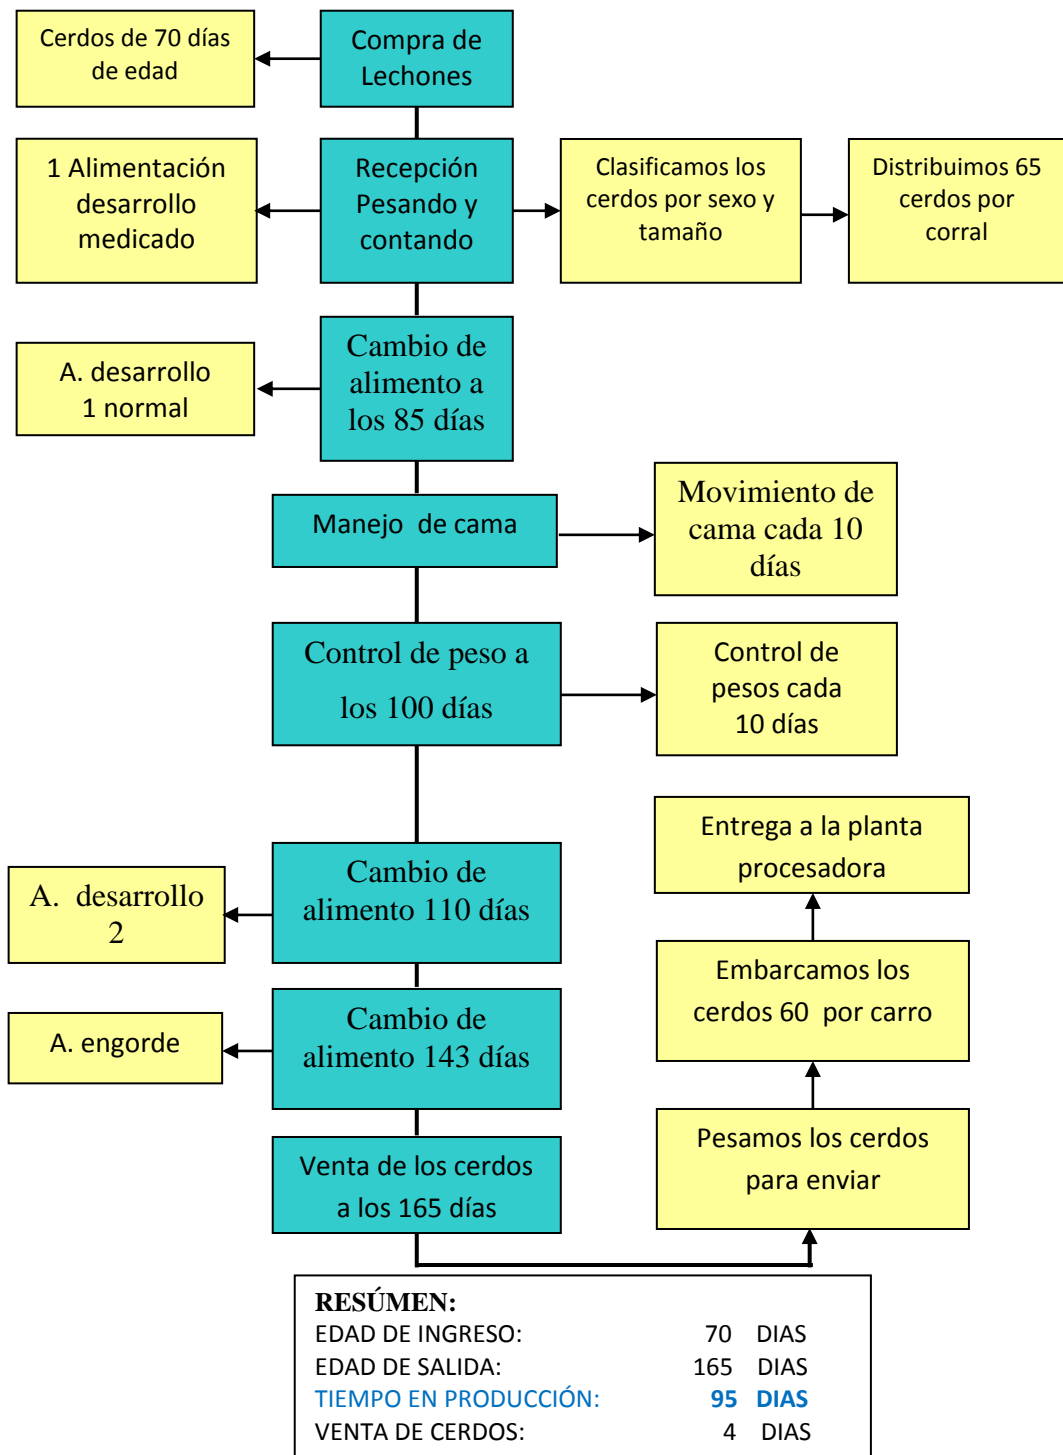 Cerdos de 70 días
de edad
Compra de
Lechones
1 Alimentación
desarrollo
medicado
Recepción
Pesando y
contando
Clasificamos los
cerdos por sexo y
tamaño
Distribuimos 65
cerdos por
corral
A. desarrollo
1 normal
Cambio de
alimento a
los 85 días
Manejo de cama
Movimiento de
cama cada 10
días
Control de peso a
los 100 días
Control de
pesos cada
10 días
A. desarrollo
2
Cambio de
alimento 110 días
A. engorde
Cambio de
alimento 143 días
Venta de los cerdos
a los 165 días
Entrega a la planta
procesadora
Embarcamos los
cerdos 60 por carro
Pesamos los cerdos
para enviar
RESÚMEN:
EDAD DE INGRESO: 70 DIAS
EDAD DE SALIDA: 165 DIAS
TIEMPO EN PRODUCCIÓN: 95 DIAS
VENTA DE CERDOS: 4 DIAS